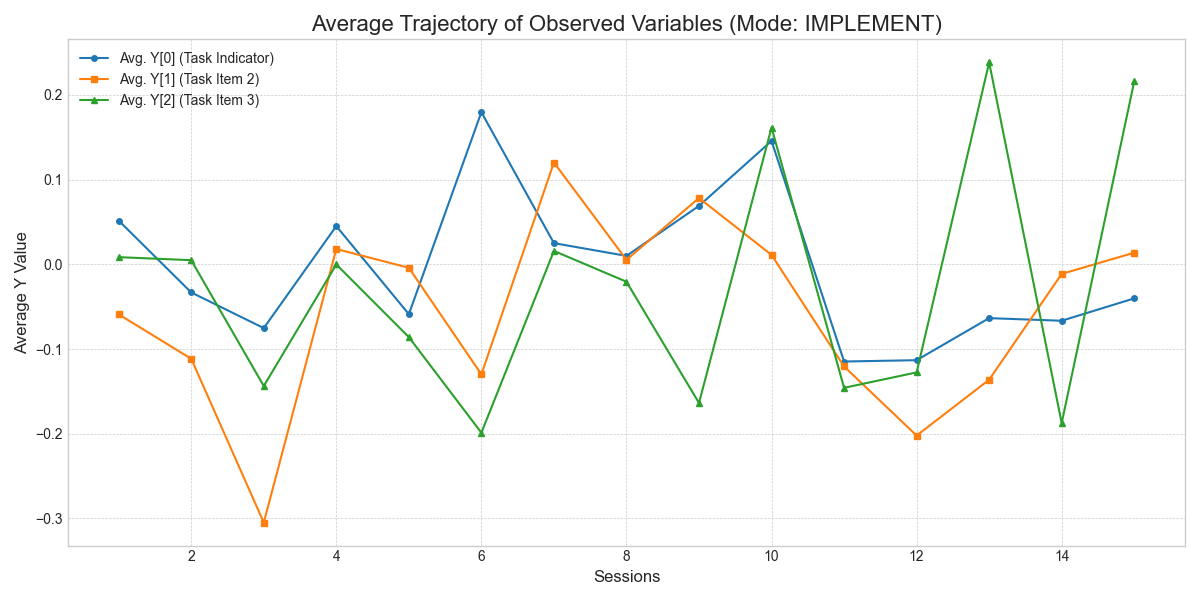 Average Trajectory of Observed Variables (Mode: IMPLEMENT)
Avg. Y[0] (Task Indicator)
Avg. Y[1] (Task Item 2)
Avg. Y[2] (Task Item 3)
Average Y Value
0.2
0.1
0.0
−0.1
−0.2
−0.3
2 4 6 8 10 12 14
Sessions